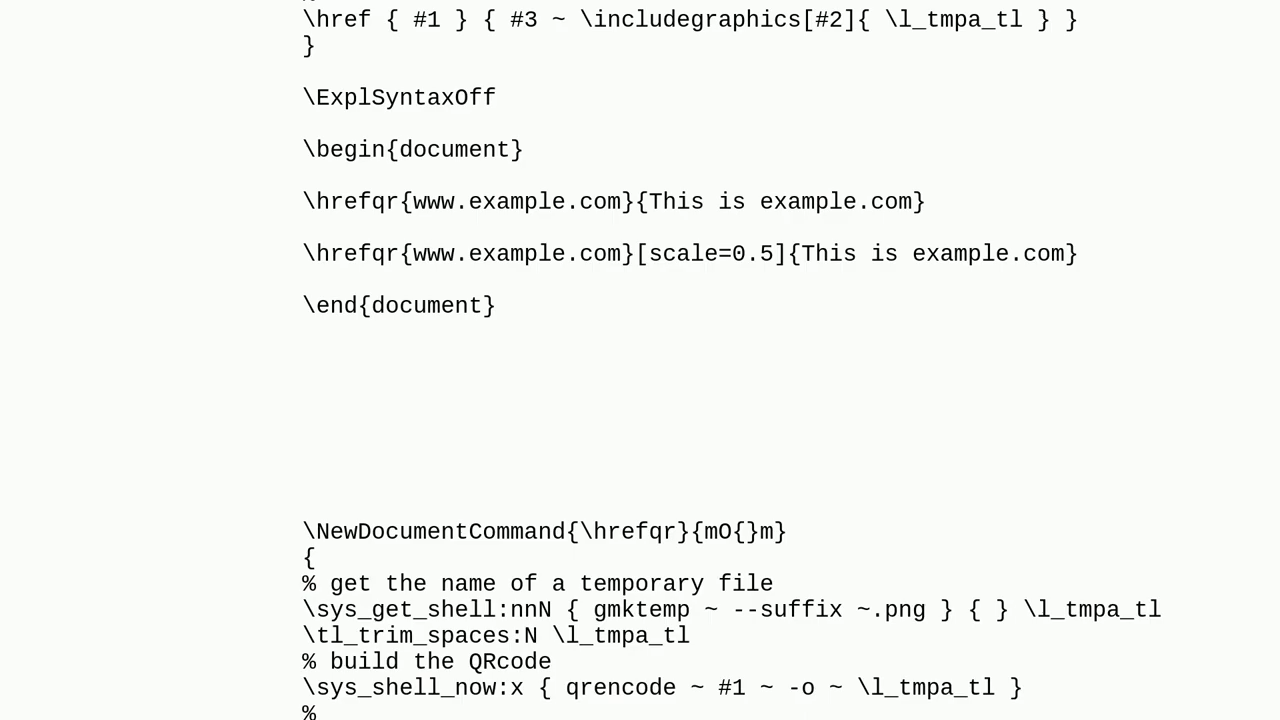 %
\href { #1 } { #3 ~ \includegraphics[#2]{ \l_tmpa_tl } }
}
\ExplSyntaxOff
\begin{document}
\hrefqr{www.example.com}{This is example.com}
\hrefqr{www.example.com}[scale=0.5]{This is example.com}
\end{document}
\NewDocumentCommand{\hrefqr}{mO{}m}
{
% get the name of a temporary file
\sys_get_shell:nnN { gmktemp ~ --suffix ~.png } { } \l_tmpa_tl
\tl_trim_spaces:N \l_tmpa_tl
% build the QRcode
\sys_shell_now:x { qrencode ~ #1 ~ -o ~ \l_tmpa_tl }
%